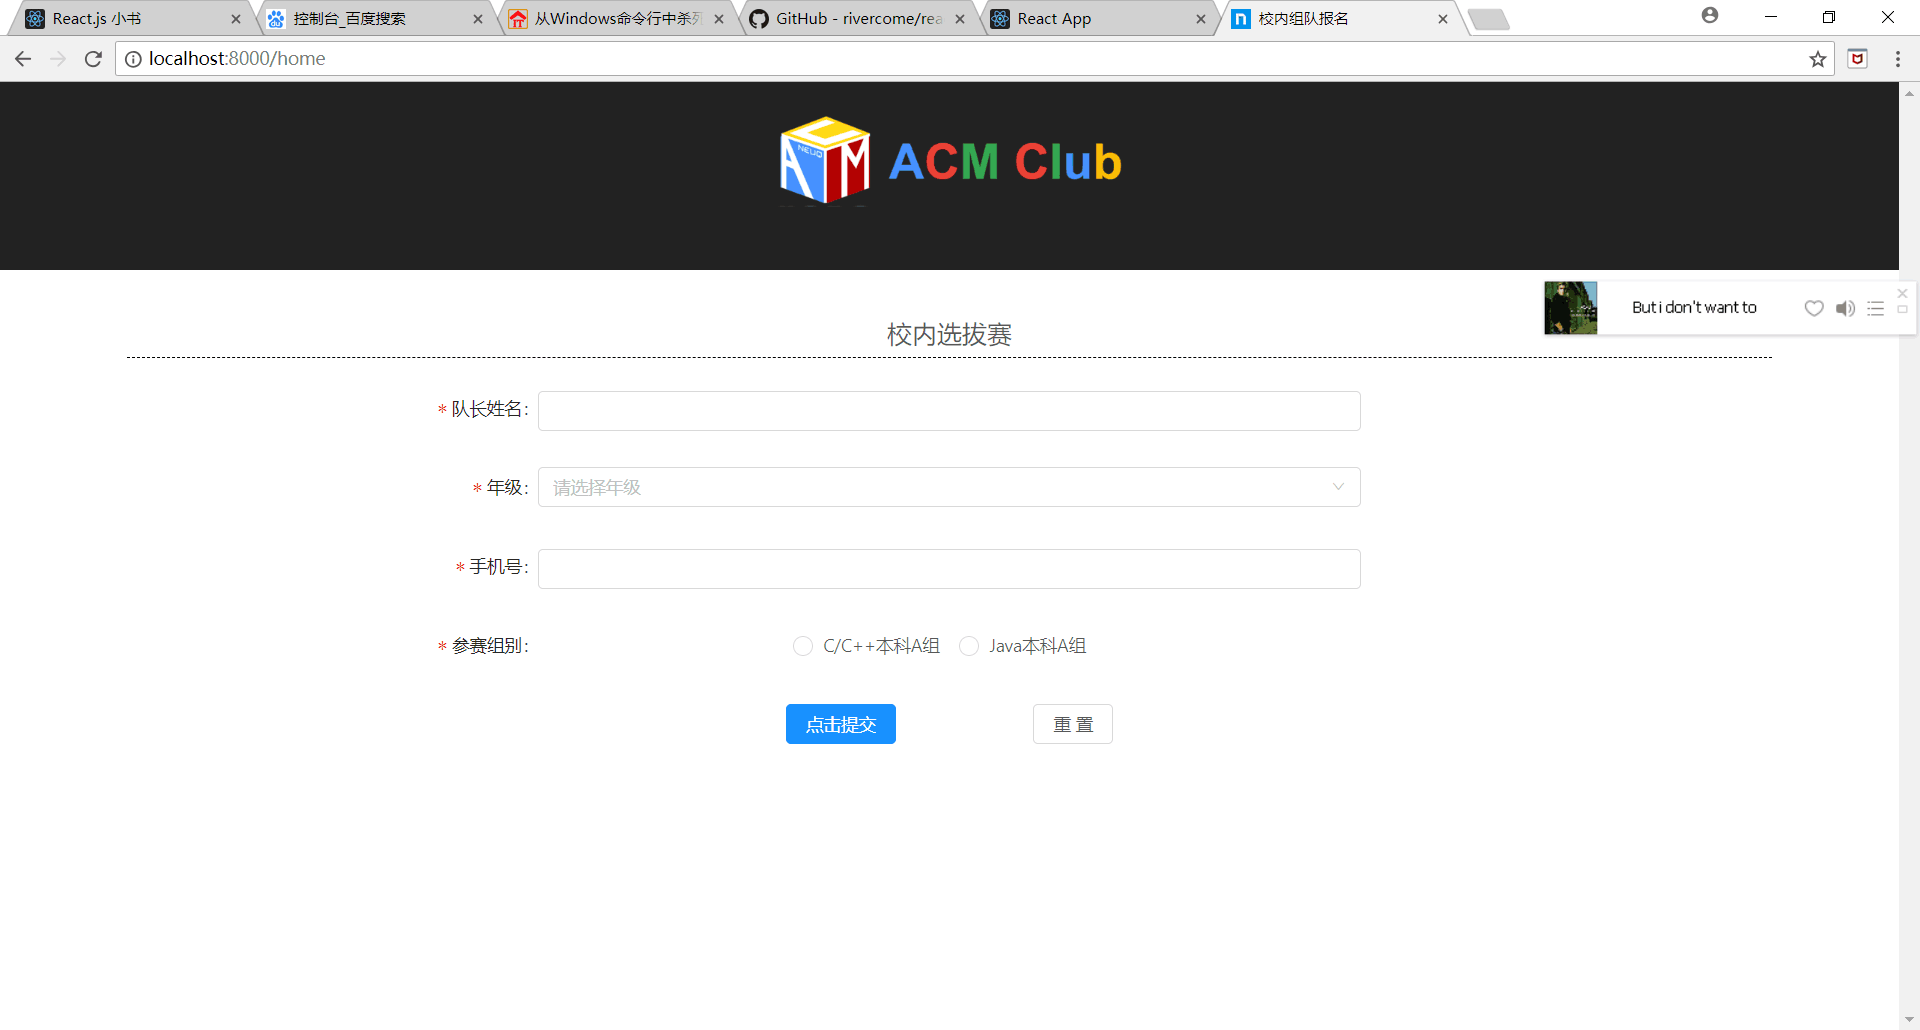 React.js 小书
控制台_百度搜索
从Windows命令行中杀死
GitHub - rivercome/rea
React App
校内组队报名
localhost:8000/home
NEUQ
ACM
ACM Club
But i don't want to
校内选拔赛
* 队长姓名:
* 年级: 请选择年级
* 手机号:
* 参赛组别: C/C++本科A组 Java本科A组
点击提交 重 置